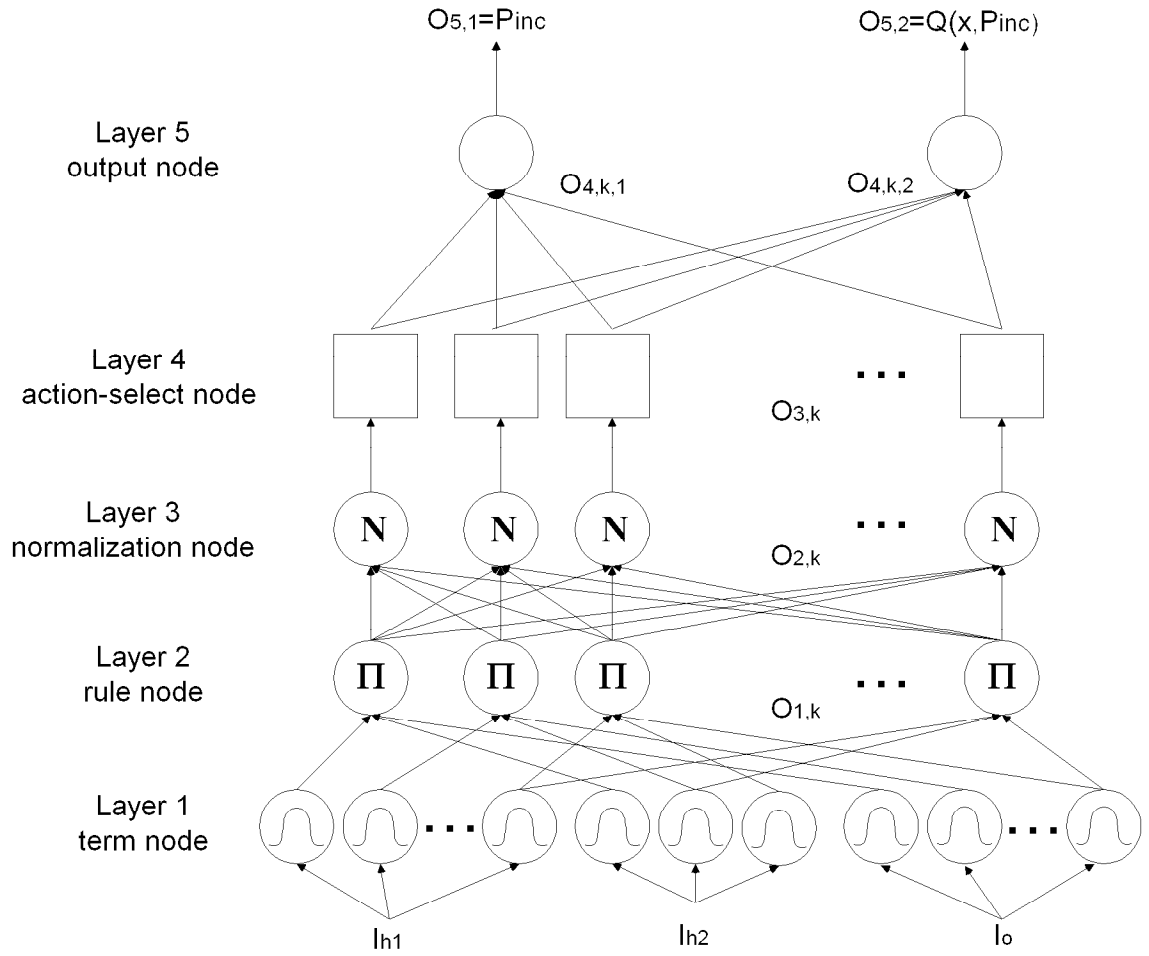 O5,1=Pinc
O5,2=Q(x,Pinc)
Layer 5
output node
O4,k,1
O4,k,2
Layer 4
action-select node
...
O3,k
Layer 3
normalization node
N
N
N
...
N
O2,k
Layer 2
rule node
Π
Π
Π
...
Π
O1,k
Layer 1
term node
...
...
Ih1
Ih2
Io